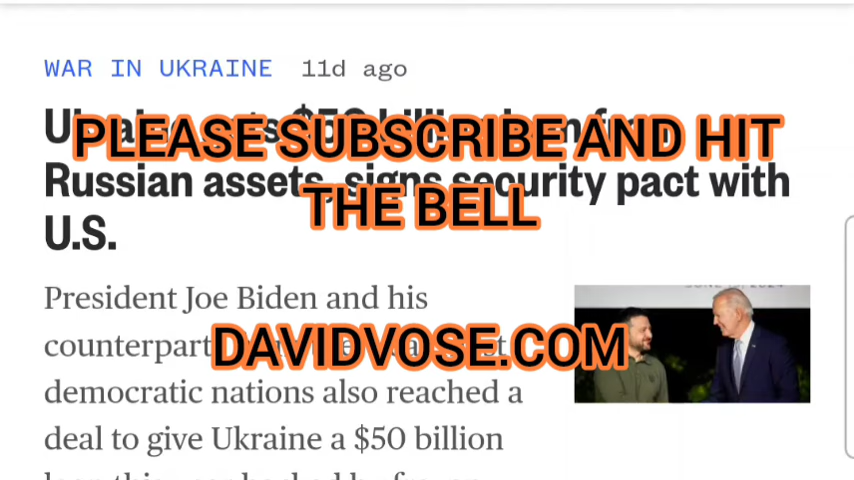 WAR IN UKRAINE 11d ago
PLEASE SUBSCRIBE AND HIT
Russian assets, signs security pact with
THE BELL
U.S.
President Joe Biden and his
counterpart
DAVIDVOSE.COM
democratic nations also reached a
deal to give Ukraine a $50 billion